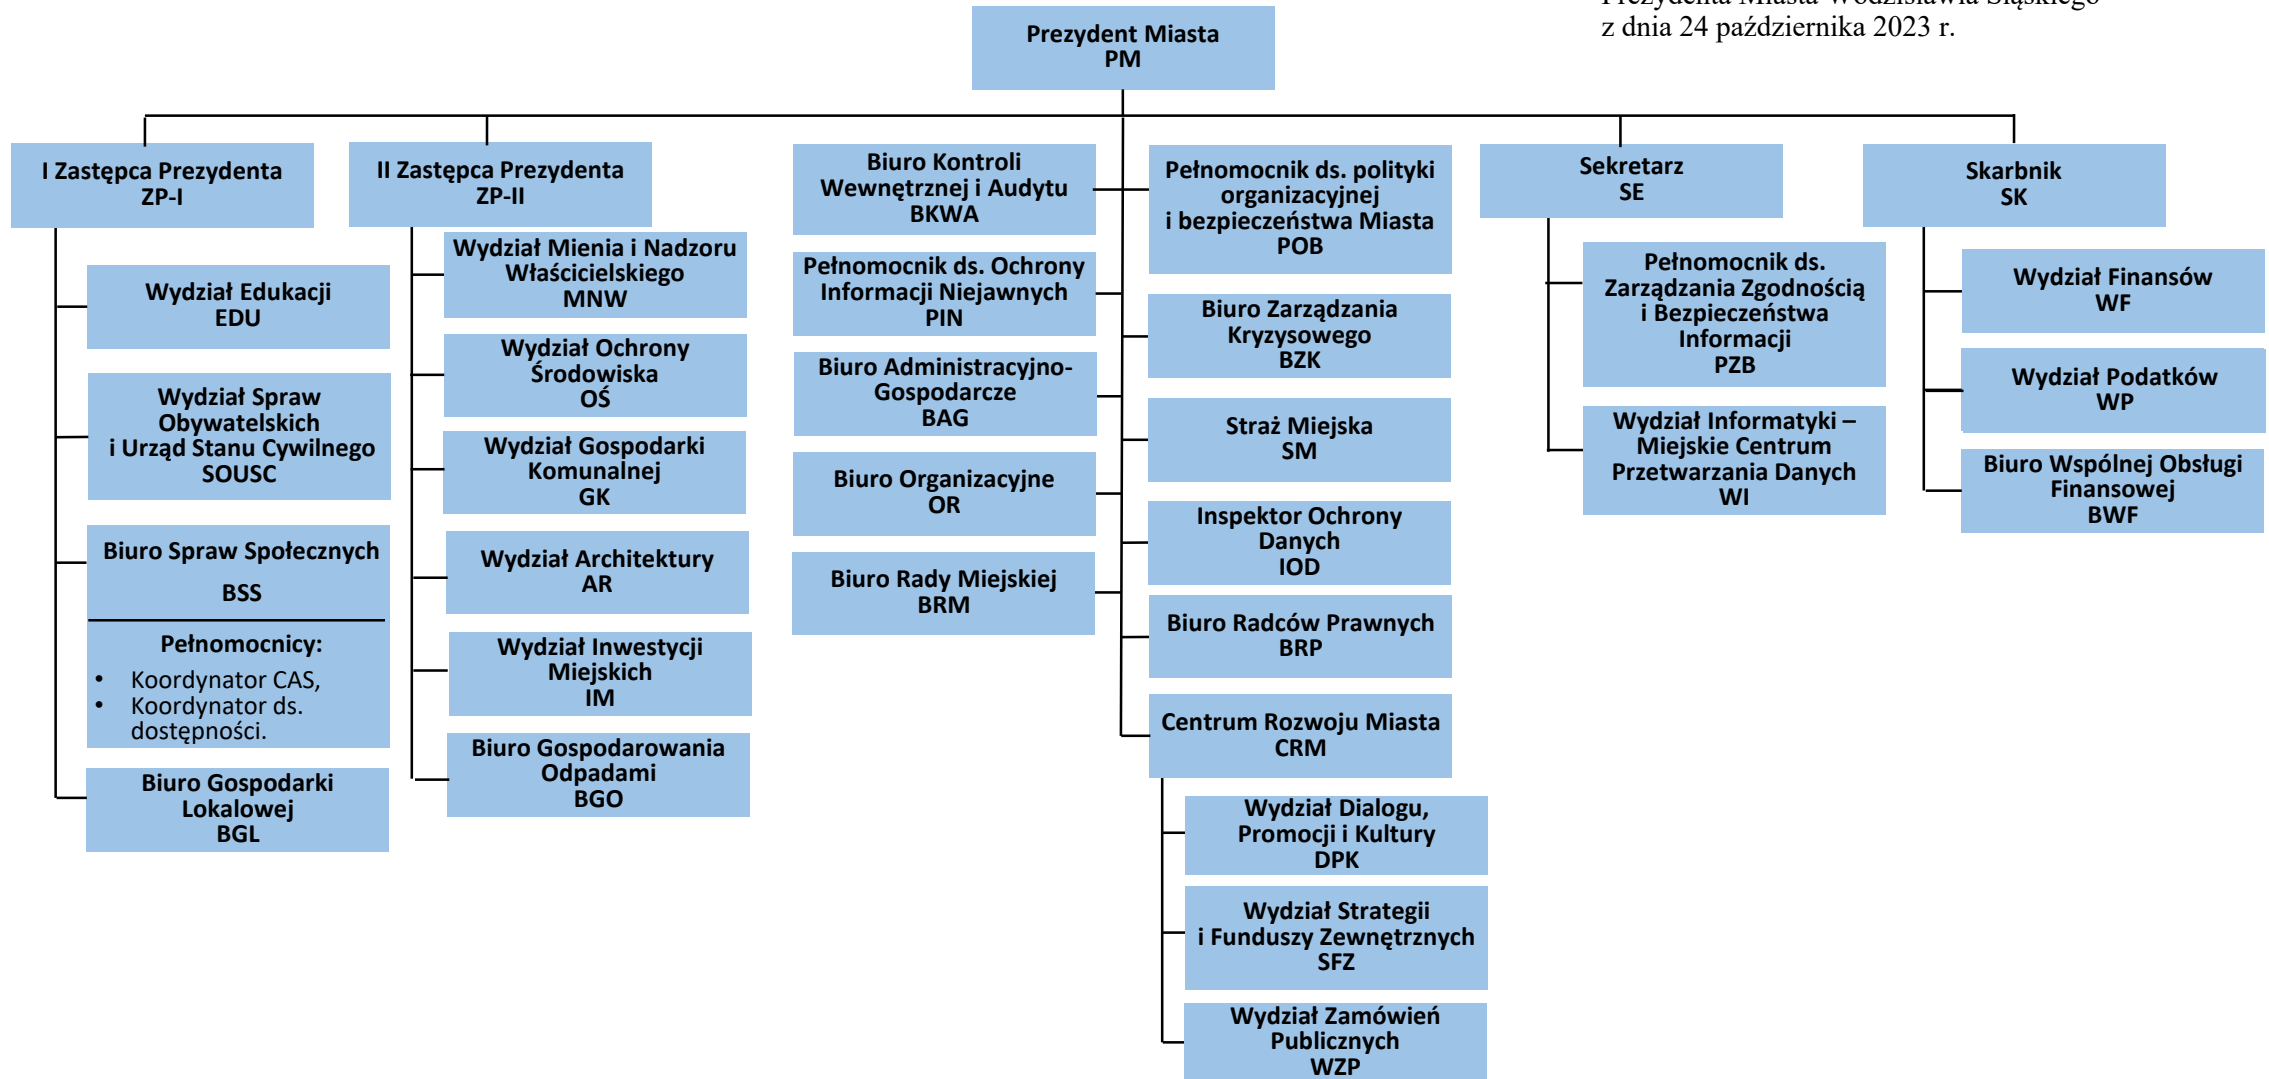 Prezydenta Miasta Wodzisławia Śląskiego
z dnia 24 października 2023 r.
Prezydent Miasta
PM
I Zastępca Prezydenta
ZP-I
Wydział Edukacji
EDU
Wydział Spraw
Obywatelskich
i Urząd Stanu Cywilnego
SOUSC
Biuro Spraw Społecznych
BSS
Pełnomocnicy:
• Koordynator CAS,
• Koordynator ds.
dostępności.
Biuro Gospodarki
Lokalowej
BGL
II Zastępca Prezydenta
ZP-II
Wydział Mienia i Nadzoru
Właścicielskiego
MNW
Wydział Ochrony
Środowiska
OŚ
Wydział Gospodarki
Komunalnej
GK
Wydział Architektury
AR
Wydział Inwestycji
Miejskich
IM
Biuro Gospodarowania
Odpadami
BGO
Biuro Kontroli
Wewnętrznej i Audytu
BKWA
Pełnomocnik ds. Ochrony
Informacji Niejawnych
PIN
Biuro Administracyjno-
Gospodarcze
BAG
Biuro Organizacyjne
OR
Biuro Rady Miejskiej
BRM
Pełnomocnik ds. polityki
organizacyjnej
i bezpieczeństwa Miasta
POB
Biuro Zarządzania
Kryzysowego
BZK
Straż Miejska
SM
Inspektor Ochrony
Danych
IOD
Biuro Radców Prawnych
BRP
Centrum Rozwoju Miasta
CRM
Wydział Dialogu,
Promocji i Kultury
DPK
Wydział Strategii
i Funduszy Zewnętrznych
SFZ
Wydział Zamówień
Publicznych
WZP
Sekretarz
SE
Pełnomocnik ds.
Zarządzania Zgodnością
i Bezpieczeństwa
Informacji
PZB
Wydział Informatyki –
Miejskie Centrum
Przetwarzania Danych
WI
Skarbnik
SK
Wydział Finansów
WF
Wydział Podatków
WP
Biuro Wspólnej Obsługi
Finansowej
BWF